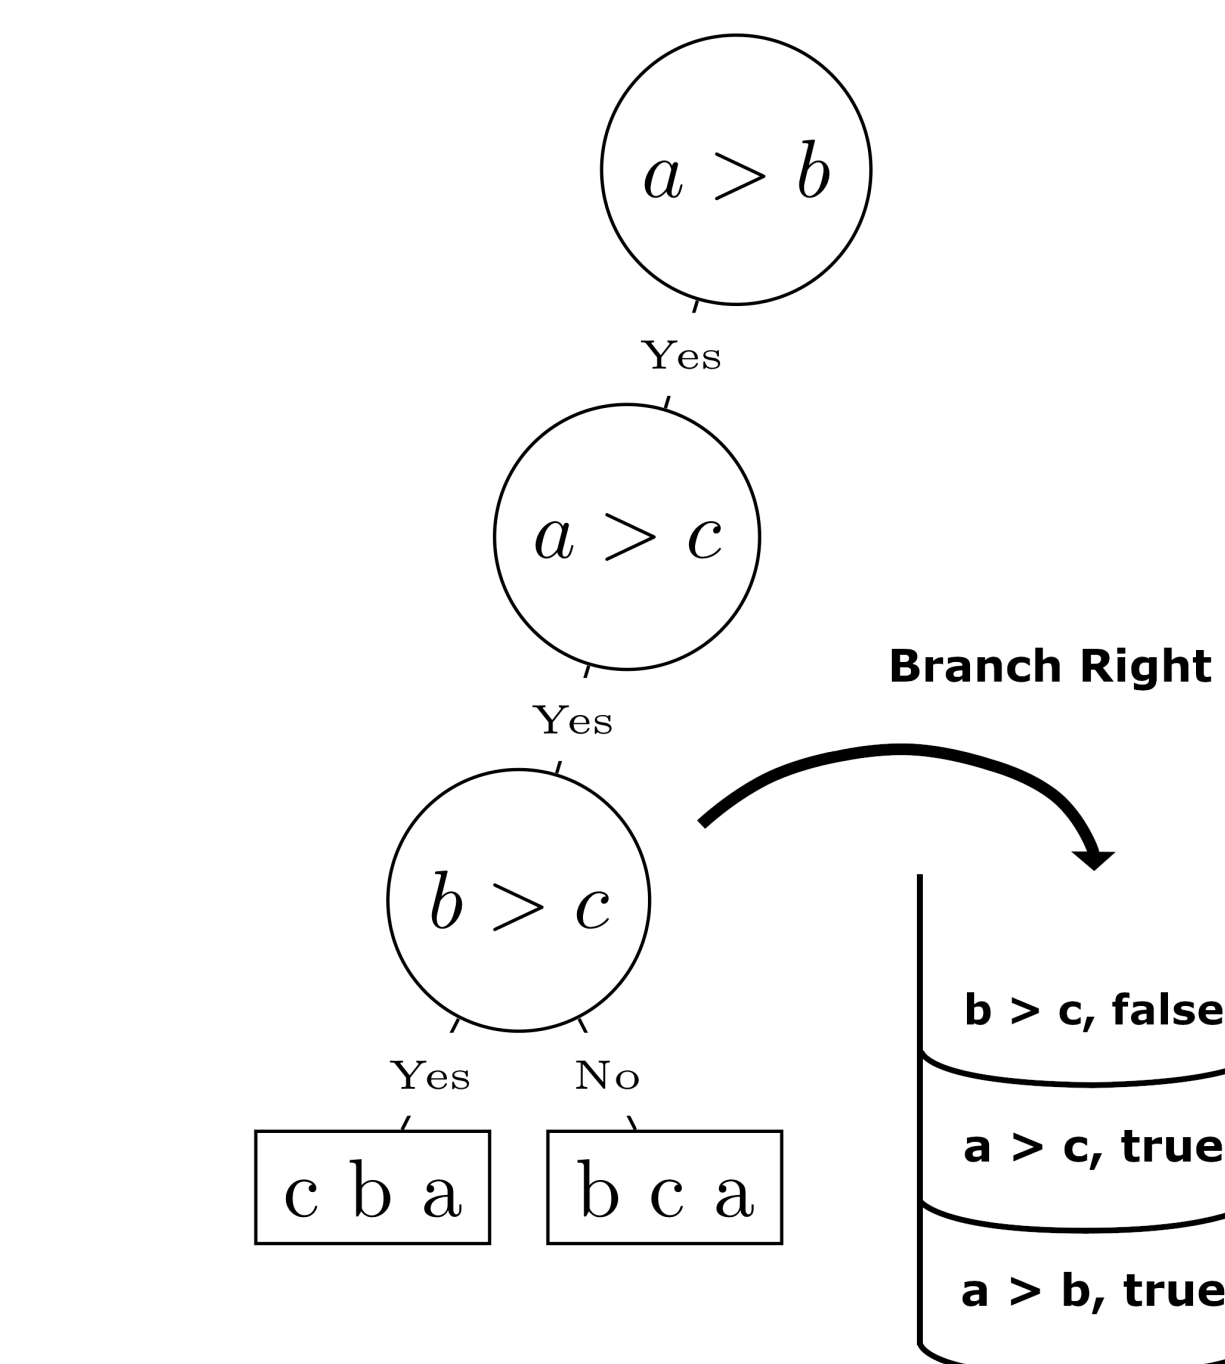 a > b
Yes
a > c
Branch Right
Yes
b > c
b > c, false
Yes No
a > c, true
c b a b c a
a > b, true